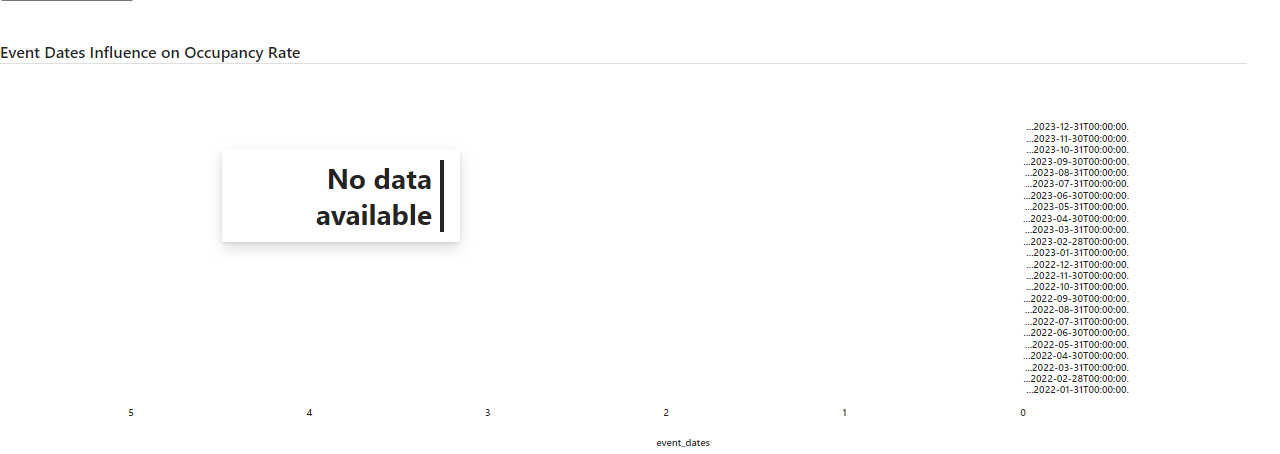 Event Dates Influence on Occupancy Rate
No data
available
...2023-12-31T00:00:00.
...2023-11-30T00:00:00.
...2023-10-31T00:00:00.
...2023-09-30T00:00:00.
...2023-08-31T00:00:00.
...2023-07-31T00:00:00.
...2023-06-30T00:00:00.
...2023-05-31T00:00:00.
...2023-04-30T00:00:00.
...2023-03-31T00:00:00.
...2023-02-28T00:00:00.
...2023-01-31T00:00:00.
...2022-12-31T00:00:00.
...2022-11-30T00:00:00.
...2022-10-31T00:00:00.
...2022-09-30T00:00:00.
...2022-08-31T00:00:00.
...2022-07-31T00:00:00.
...2022-06-30T00:00:00.
...2022-05-31T00:00:00.
...2022-04-30T00:00:00.
...2022-03-31T00:00:00.
...2022-02-28T00:00:00.
...2022-01-31T00:00:00.
5 4 3 2 1 0
event_dates